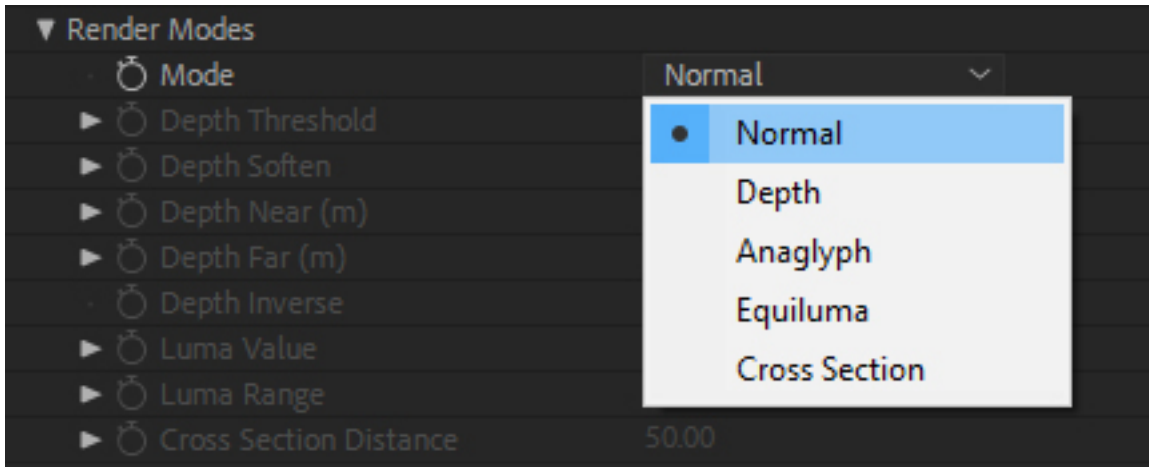 Render Modes
Mode Normal
Depth Threshold
Normal
Depth Soften
Depth
Depth Near (m)
Anaglyph
Depth Far (m)
Depth Inverse
Equiluma
Luma Value
Cross Section
Luma Range
Cross Section Distance 50.00